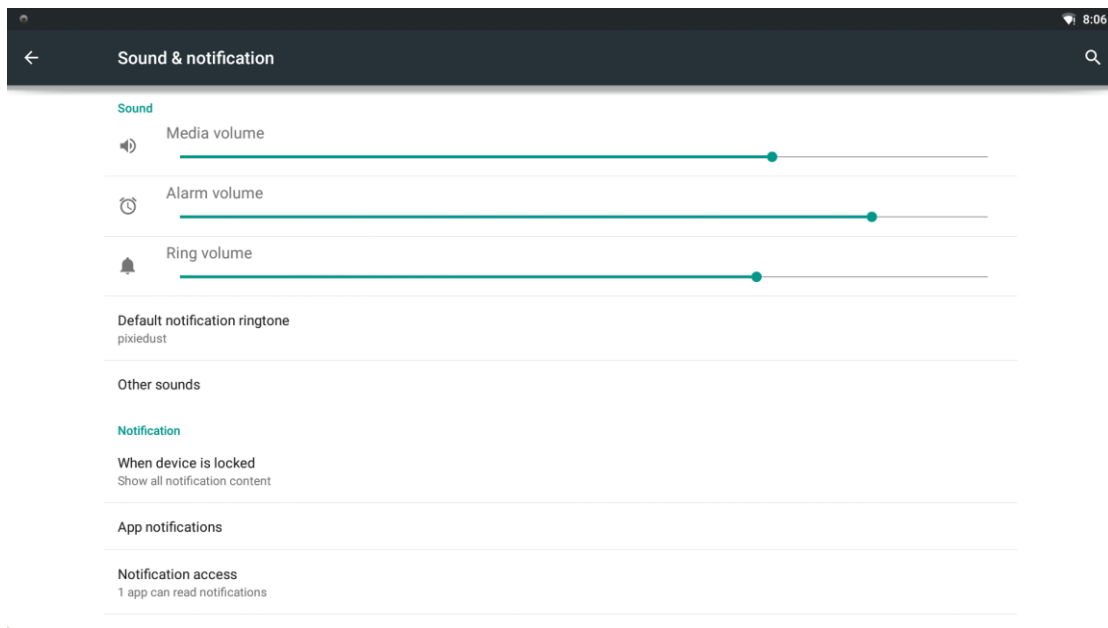 8:06
Sound & notification
Sound
Media volume
Alarm volume
Ring volume
Default notification ringtone
pixiedust
Other sounds
Notification
When device is locked
Show all notification content
App notifications
Notification access
1 app can read notifications